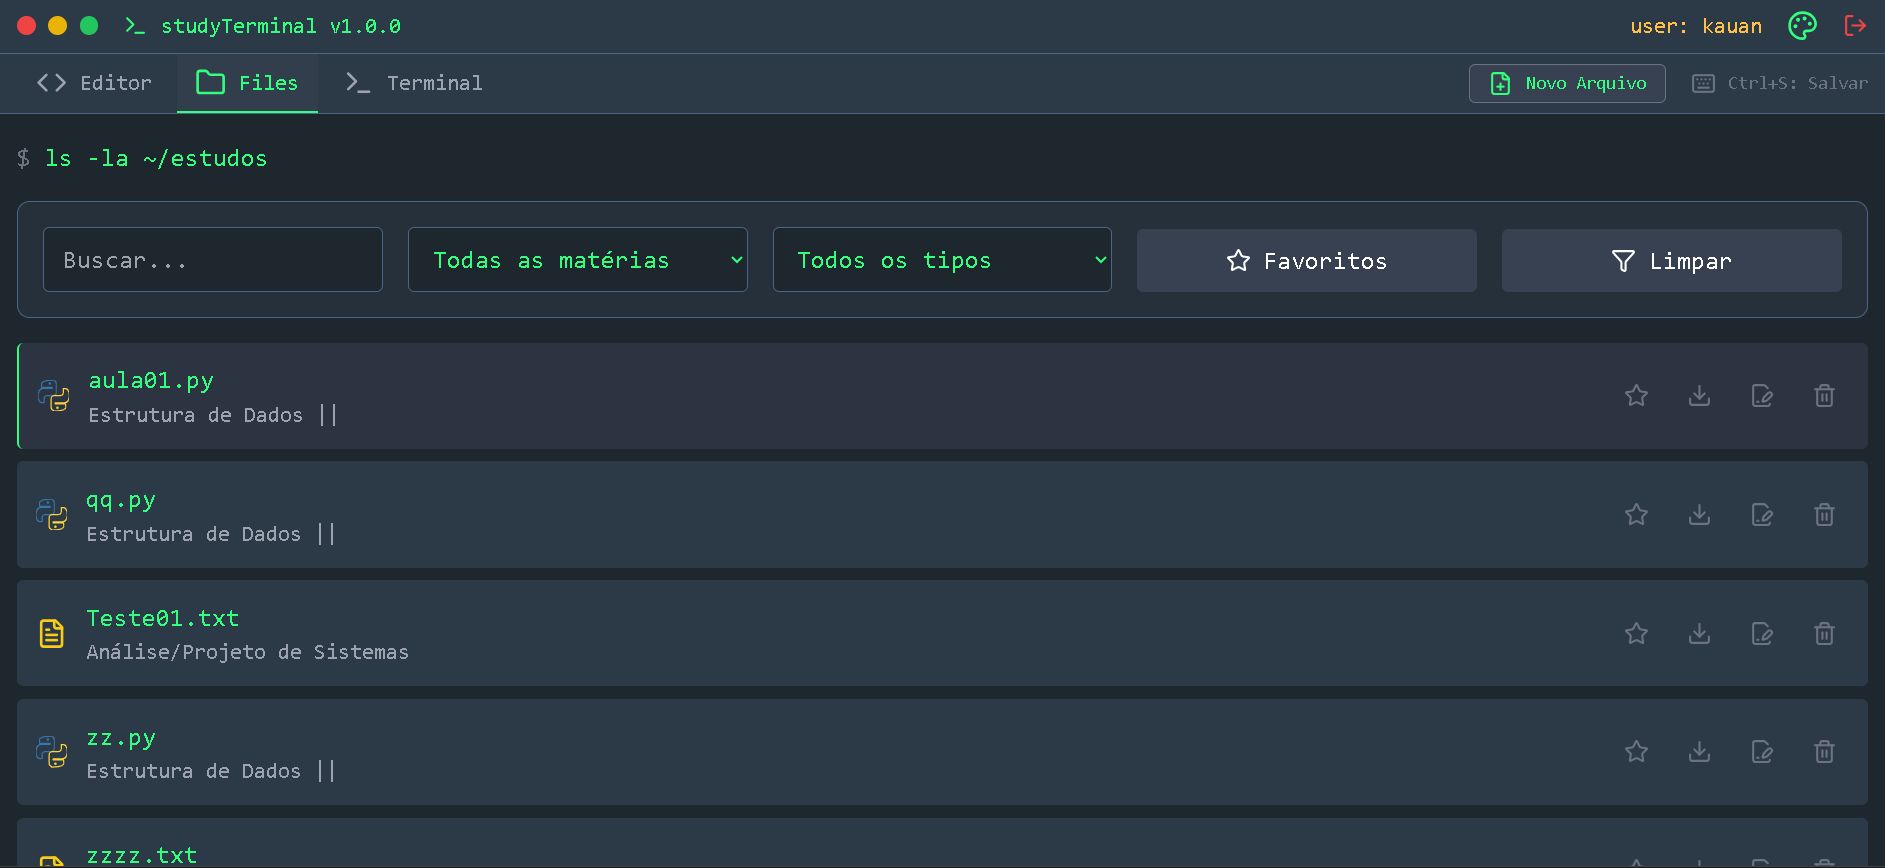 studyTerminal v1.0.0
user: kauan
Editor
Files
Terminal
Novo Arquivo
Ctrl+S: Salvar
$ ls -la ~/estudos
Buscar...
Todas as matérias
Todos os tipos
Favoritos
Limpar
aula01.py
Estrutura de Dados ||
qq.py
Estrutura de Dados ||
Teste01.txt
Análise/Projeto de Sistemas
zz.py
Estrutura de Dados ||
zzzz.txt